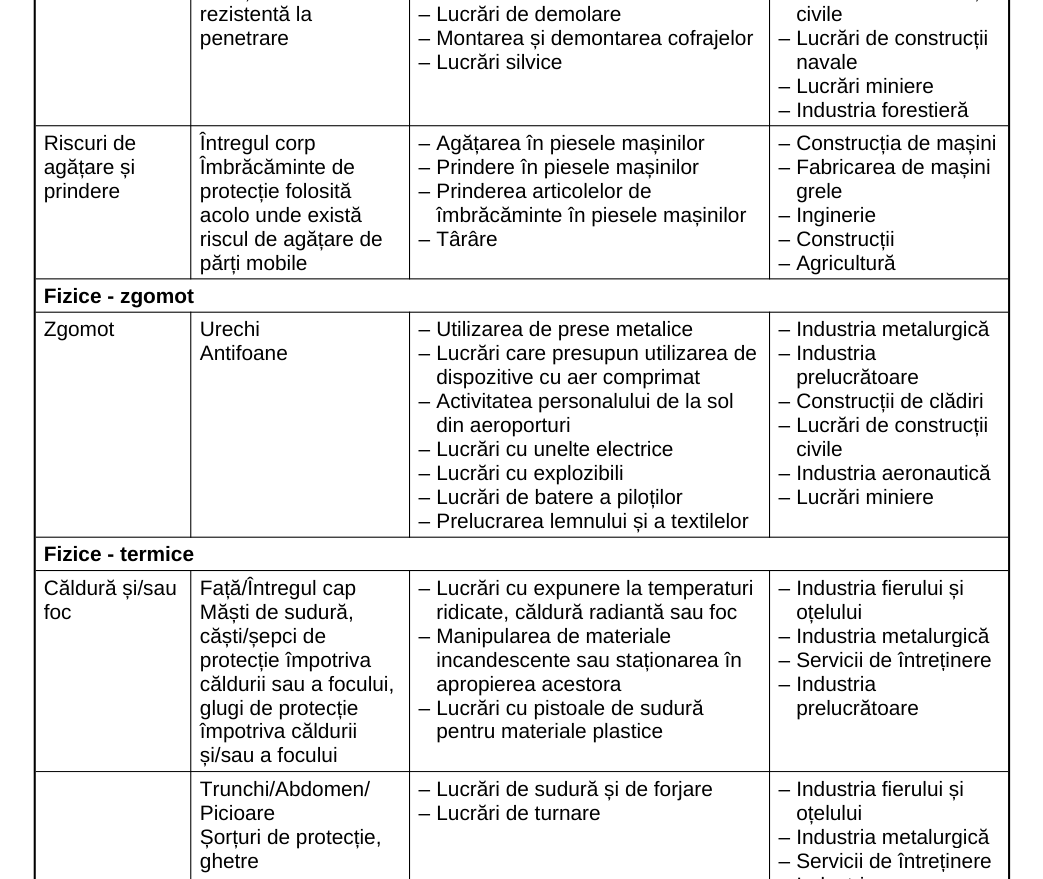 rezistentă la
penetrare
– Lucrări de demolare
– Montarea și demontarea cofrajelor
– Lucrări silvice
civile
– Lucrări de construcții
navale
– Lucrări miniere
– Industria forestieră
Riscuri de
agățare și
prindere
Întregul corp
Îmbrăcăminte de
protecție folosită
acolo unde există
riscul de agățare de
părți mobile
– Agățarea în piesele mașinilor
– Prindere în piesele mașinilor
– Prinderea articolelor de
îmbrăcăminte în piesele mașinilor
– Târâre
– Construcția de mașini
– Fabricarea de mașini
grele
– Inginerie
– Construcții
– Agricultură
Fizice - zgomot
Zgomot
Urechi
Antifoane
– Utilizarea de prese metalice
– Lucrări care presupun utilizarea de
dispozitive cu aer comprimat
– Activitatea personalului de la sol
din aeroporturi
– Lucrări cu unelte electrice
– Lucrări cu explozibili
– Lucrări de batere a piloților
– Prelucrarea lemnului și a textilelor
– Industria metalurgică
– Industria
prelucrătoare
– Construcții de clădiri
– Lucrări de construcții
civile
– Industria aeronautică
– Lucrări miniere
Fizice - termice
Căldură și/sau
foc
Față/Întregul cap
Măști de sudură,
căști/șepci de
protecție împotriva
căldurii sau a focului,
glugi de protecție
împotriva căldurii
și/sau a focului
– Lucrări cu expunere la temperaturi
ridicate, căldură radiantă sau foc
– Manipularea de materiale
incandescente sau staționarea în
apropierea acestora
– Lucrări cu pistoale de sudură
pentru materiale plastice
– Industria fierului și
oțelului
– Industria metalurgică
– Servicii de întreținere
– Industria
prelucrătoare
Trunchi/Abdomen/
Picioare
Șorțuri de protecție,
ghetre
– Lucrări de sudură și de forjare
– Lucrări de turnare
– Industria fierului și
oțelului
– Industria metalurgică
– Servicii de întreținere